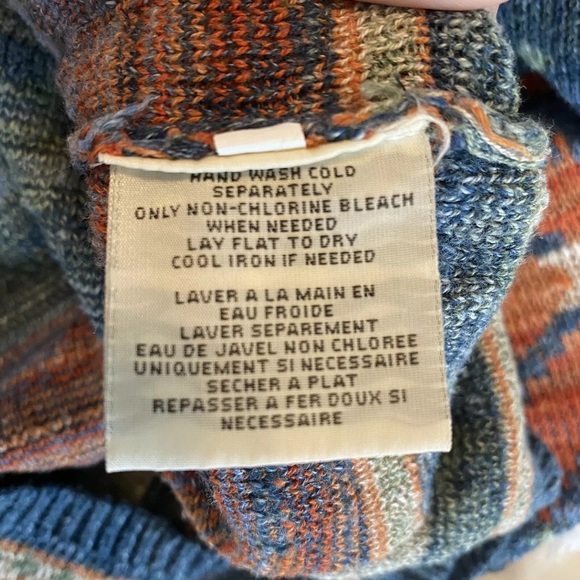 HAND WASH COLD
SEPARATELY
ONLY NON-CHLORINE BLEACH
WHEN NEEDED
LAY FLAT TO DRY
COOL IRON IF NEEDED
LAVER A LA MAIN EN
EAU FROIDE
LAVER SEPAREMENT
EAU DE JAVEL NON CHLOREE
UNIQUEMENT SI NECESSAIRE
SECHER A PLAT
REPASSER A FER DOUX SI
NECESSAIRE